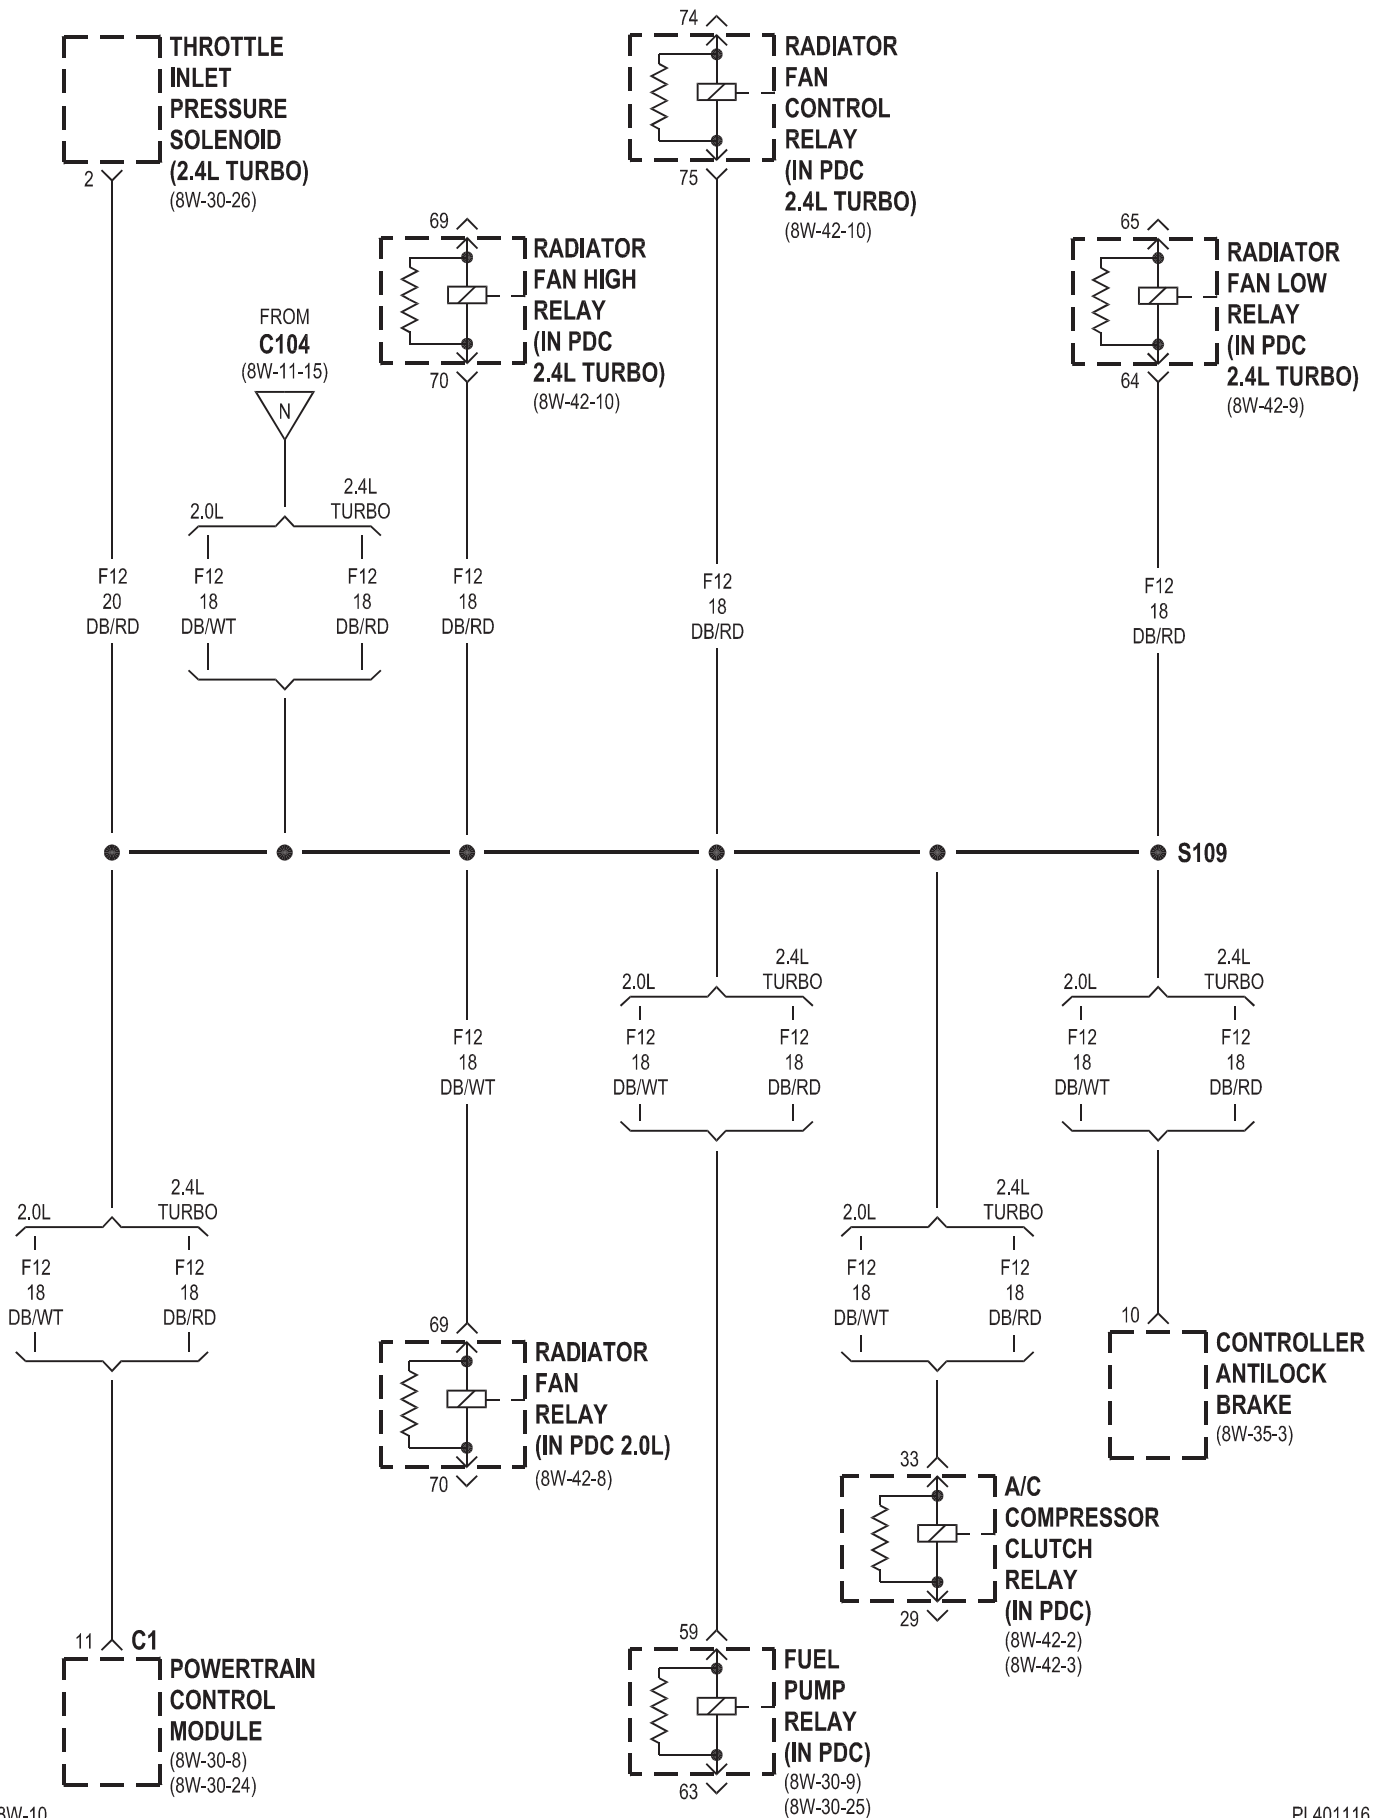 THROTTLE
INLET
PRESSURE
SOLENOID
(2.4L TURBO)
(8W-30-26)
2
74
RADIATOR
FAN
CONTROL
RELAY
(IN PDC
2.4L TURBO)
(8W-42-10)
75
69
RADIATOR
FAN HIGH
RELAY
(IN PDC
2.4L TURBO)
(8W-42-10)
70
65
RADIATOR
FAN LOW
RELAY
(IN PDC
2.4L TURBO)
(8W-42-9)
64
FROM
C104
(8W-11-15)
N
2.0L
2.4L
TURBO
F12
20
DB/RD
F12
18
DB/WT
F12
18
DB/RD
F12
18
DB/RD
F12
18
DB/RD
F12
18
DB/RD
S109
F12
18
DB/WT
2.0L
2.4L
TURBO
F12
18
DB/WT
F12
18
DB/RD
2.0L
2.4L
TURBO
F12
18
DB/WT
F12
18
DB/RD
2.0L
2.4L
TURBO
F12
18
DB/WT
F12
18
DB/RD
2.0L
2.4L
TURBO
F12
18
DB/WT
F12
18
DB/RD
69
RADIATOR
FAN
RELAY
(IN PDC 2.0L)
(8W-42-8)
70
10
CONTROLLER
ANTILOCK
BRAKE
(8W-35-3)
33
A/C
COMPRESSOR
CLUTCH
RELAY
(IN PDC)
(8W-42-2)
(8W-42-3)
29
11 C1
POWERTRAIN
CONTROL
MODULE
(8W-30-8)
(8W-30-24)
59
FUEL
PUMP
RELAY
(IN PDC)
(8W-30-9)
(8W-30-25)
63
8W-10
PL401116